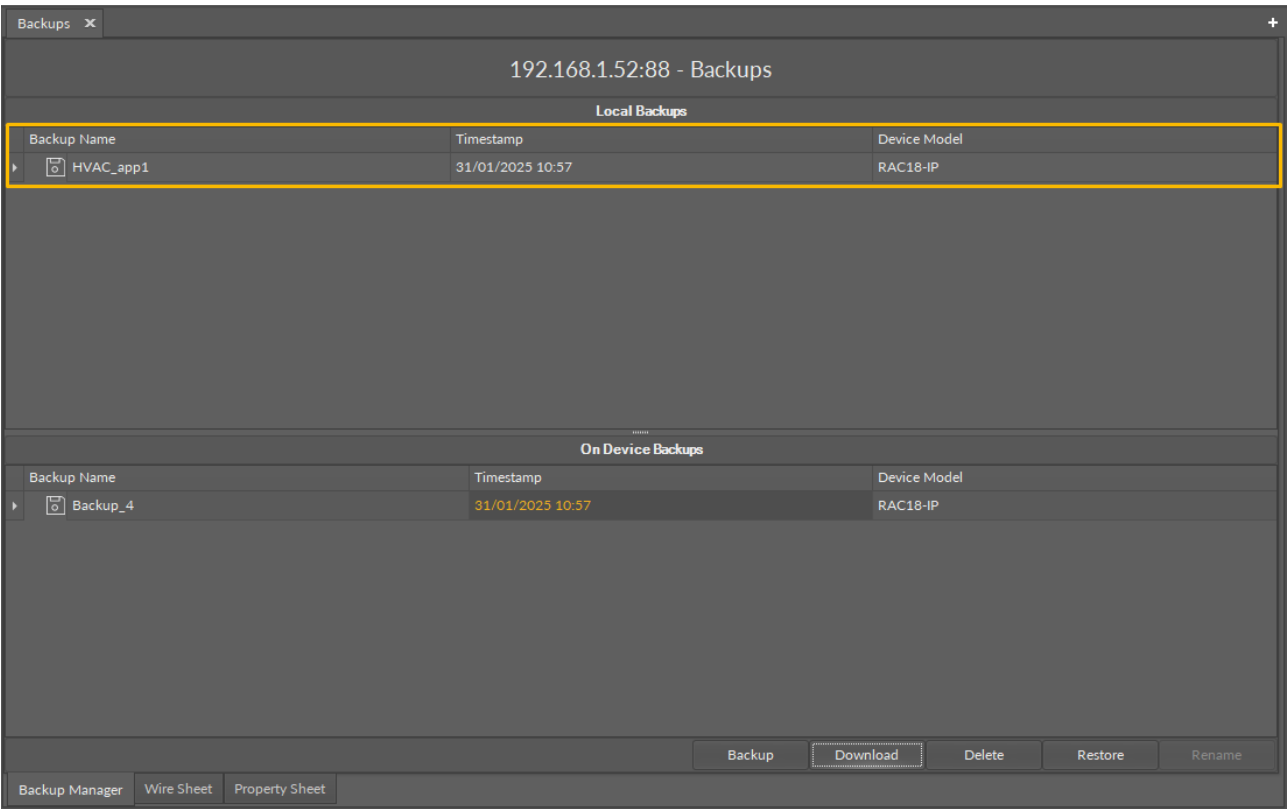 Backups x +
192.168.1.52:88 - Backups
Local Backups
Backup Name Timestamp Device Model
HVAC_app1 31/01/2025 10:57 RAC18-IP
On Device Backups
Backup Name Timestamp Device Model
Backup_4 31/01/2025 10:57 RAC18-IP
Backup Download Delete Restore Rename
Backup Manager Wire Sheet Property Sheet